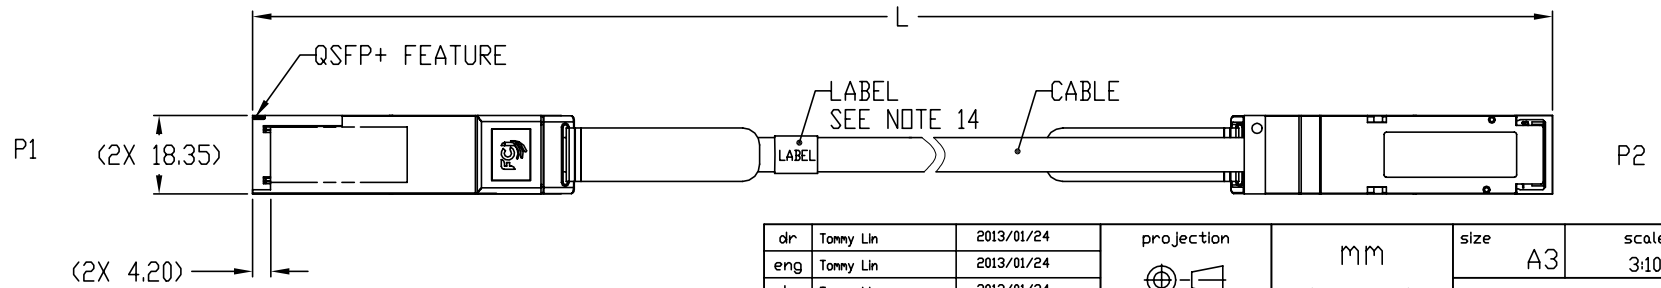 L
QSFP+ FEATURE
LABEL
SEE NOTE 14
CABLE
P1
(2X 18.35)
FCI
LABEL
P2
(2X 4.20)
dr Tommy Lin 2013/01/24
eng Tommy Lin 2013/01/24
projection
mm
size A3
scale 3:10